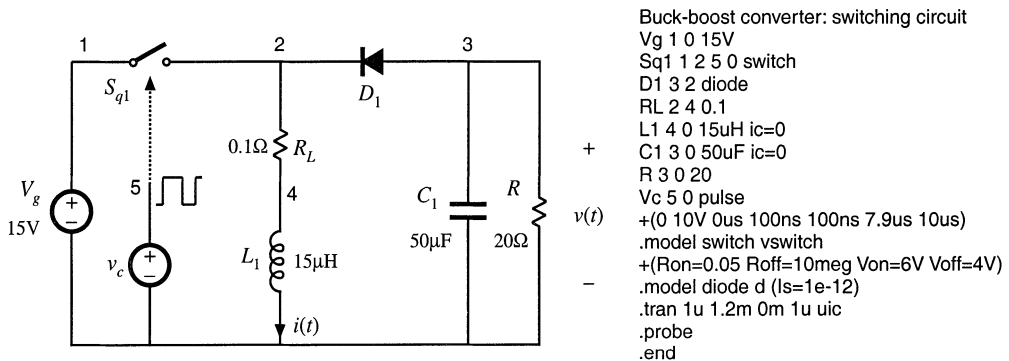 1
2
3
S_q1
D_1
0.1Ω R_L
5
4
V_g
15V
v_c
L_1 15μH
C_1
50μF
R
20Ω
+
v(t)
−
i(t)
Buck-boost converter: switching circuit
Vg 1 0 15V
Sq1 1 2 5 0 switch
D1 3 2 diode
RL 2 4 0.1
L1 4 0 15uH ic=0
C1 3 0 50uF ic=0
R 3 0 20
Vc 5 0 pulse
+(0 10V 0us 100ns 100ns 7.9us 10us)
.model switch vswitch
+(Ron=0.05 Roff=10meg Von=6V Voff=4V)
.model diode d (Is=1e-12)
.tran 1u 1.2m 0m 1u uic
.probe
.end